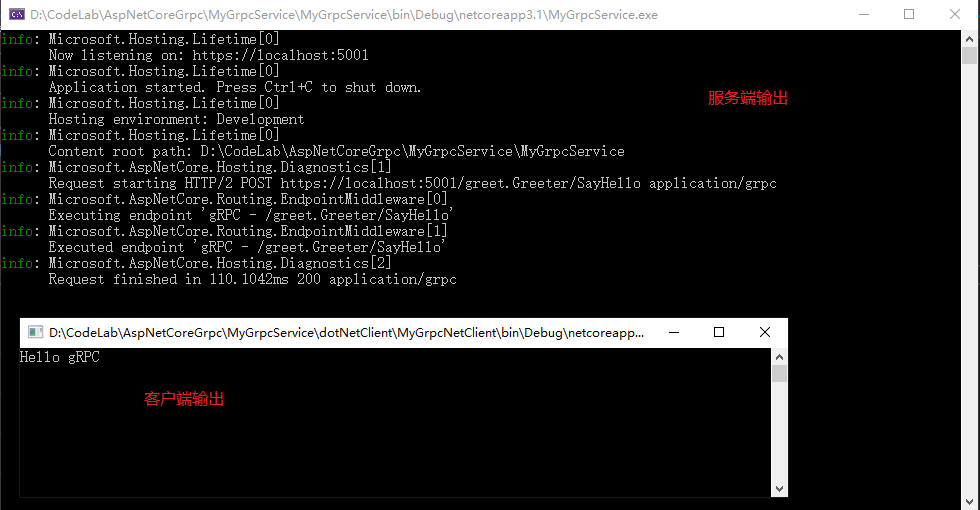 D:\CodeLab\AspNetCoreGrpc\MyGrpcService\MyGrpcService\bin\Debug\netcoreapp3.1\MyGrpcService.exe
info: Microsoft.Hosting.Lifetime[0]
Now listening on: https://localhost:5001
info: Microsoft.Hosting.Lifetime[0]
Application started. Press Ctrl+C to shut down.
服务端输出
info: Microsoft.Hosting.Lifetime[0]
Hosting environment: Development
info: Microsoft.Hosting.Lifetime[0]
Content root path: D:\CodeLab\AspNetCoreGrpc\MyGrpcService\MyGrpcService
info: Microsoft.AspNetCore.Hosting.Diagnostics[1]
Request starting HTTP/2 POST https://localhost:5001/greet.Greeter/SayHello application/grpc
info: Microsoft.AspNetCore.Routing.EndpointMiddleware[0]
Executing endpoint 'gRPC - /greet.Greeter/SayHello'
info: Microsoft.AspNetCore.Routing.EndpointMiddleware[1]
Executed endpoint 'gRPC - /greet.Greeter/SayHello'
info: Microsoft.AspNetCore.Hosting.Diagnostics[2]
Request finished in 110.1042ms 200 application/grpc
D:\CodeLab\AspNetCoreGrpc\MyGrpcService\dotNetClient\MyGrpcNetClient\bin\Debug\netcoreapp...
Hello gRPC
客户端输出